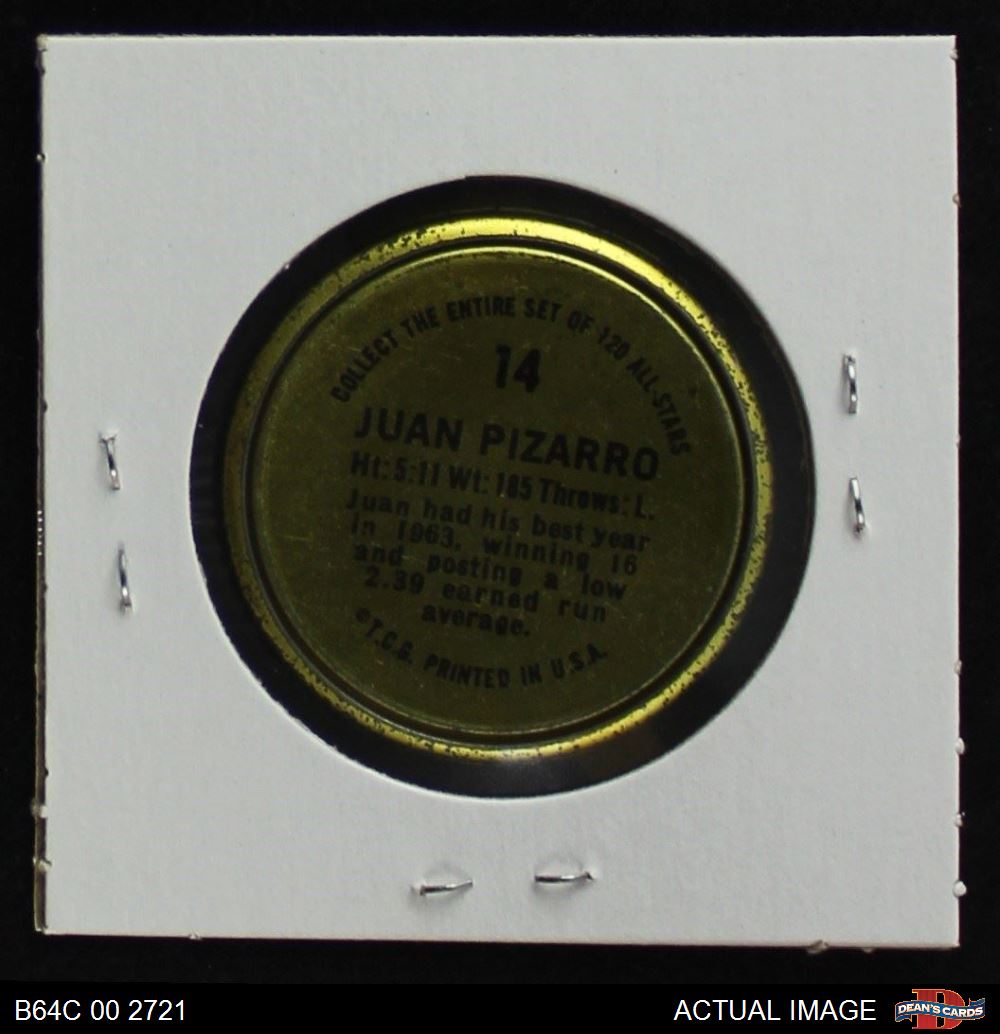 COLLECT THE ENTIRE SET OF 120 ALL-STARS
14
JUAN PIZARRO
Ht: 5:11 Wt: 185 Throws: L.
Juan had his best year
in 1963, winning 16
and posting a low
2.39 earned run
average.
©T.C.G. PRINTED IN U.S.A.
B64C 00 2721
ACTUAL IMAGE
D
DEAN'S CARDS